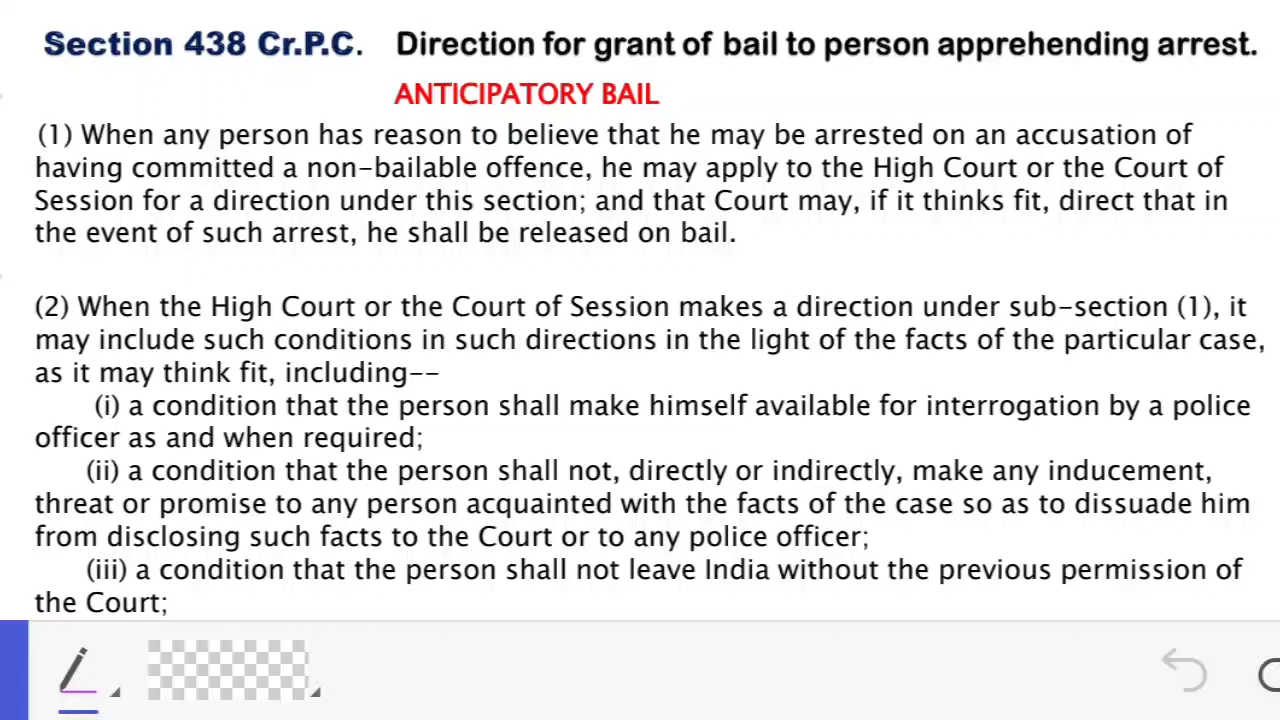 Section 438 Cr.P.C. Direction for grant of bail to person apprehending arrest.
ANTICIPATORY BAIL
(1) When any person has reason to believe that he may be arrested on an accusation of
having committed a non-bailable offence, he may apply to the High Court or the Court of
Session for a direction under this section; and that Court may, if it thinks fit, direct that in
the event of such arrest, he shall be released on bail.
(2) When the High Court or the Court of Session makes a direction under sub-section (1), it
may include such conditions in such directions in the light of the facts of the particular case,
as it may think fit, including--
(i) a condition that the person shall make himself available for interrogation by a police
officer as and when required;
(ii) a condition that the person shall not, directly or indirectly, make any inducement,
threat or promise to any person acquainted with the facts of the case so as to dissuade him
from disclosing such facts to the Court or to any police officer;
(iii) a condition that the person shall not leave India without the previous permission of
the Court;